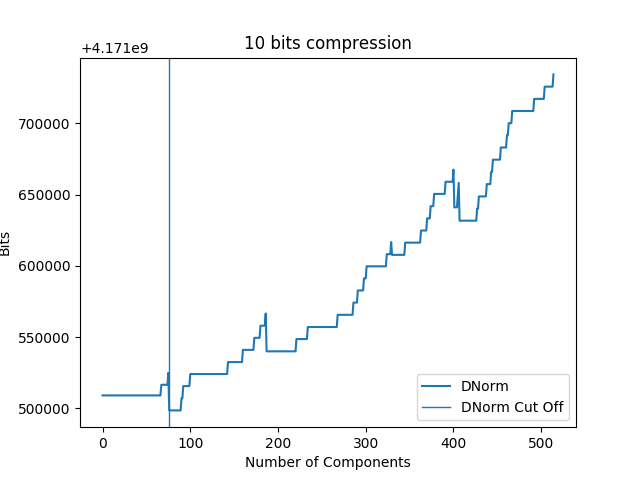 10 bits compression
+4.171e9
700000
650000
600000
550000
500000
Bits
0 100 200 300 400 500
Number of Components
DNorm
DNorm Cut Off